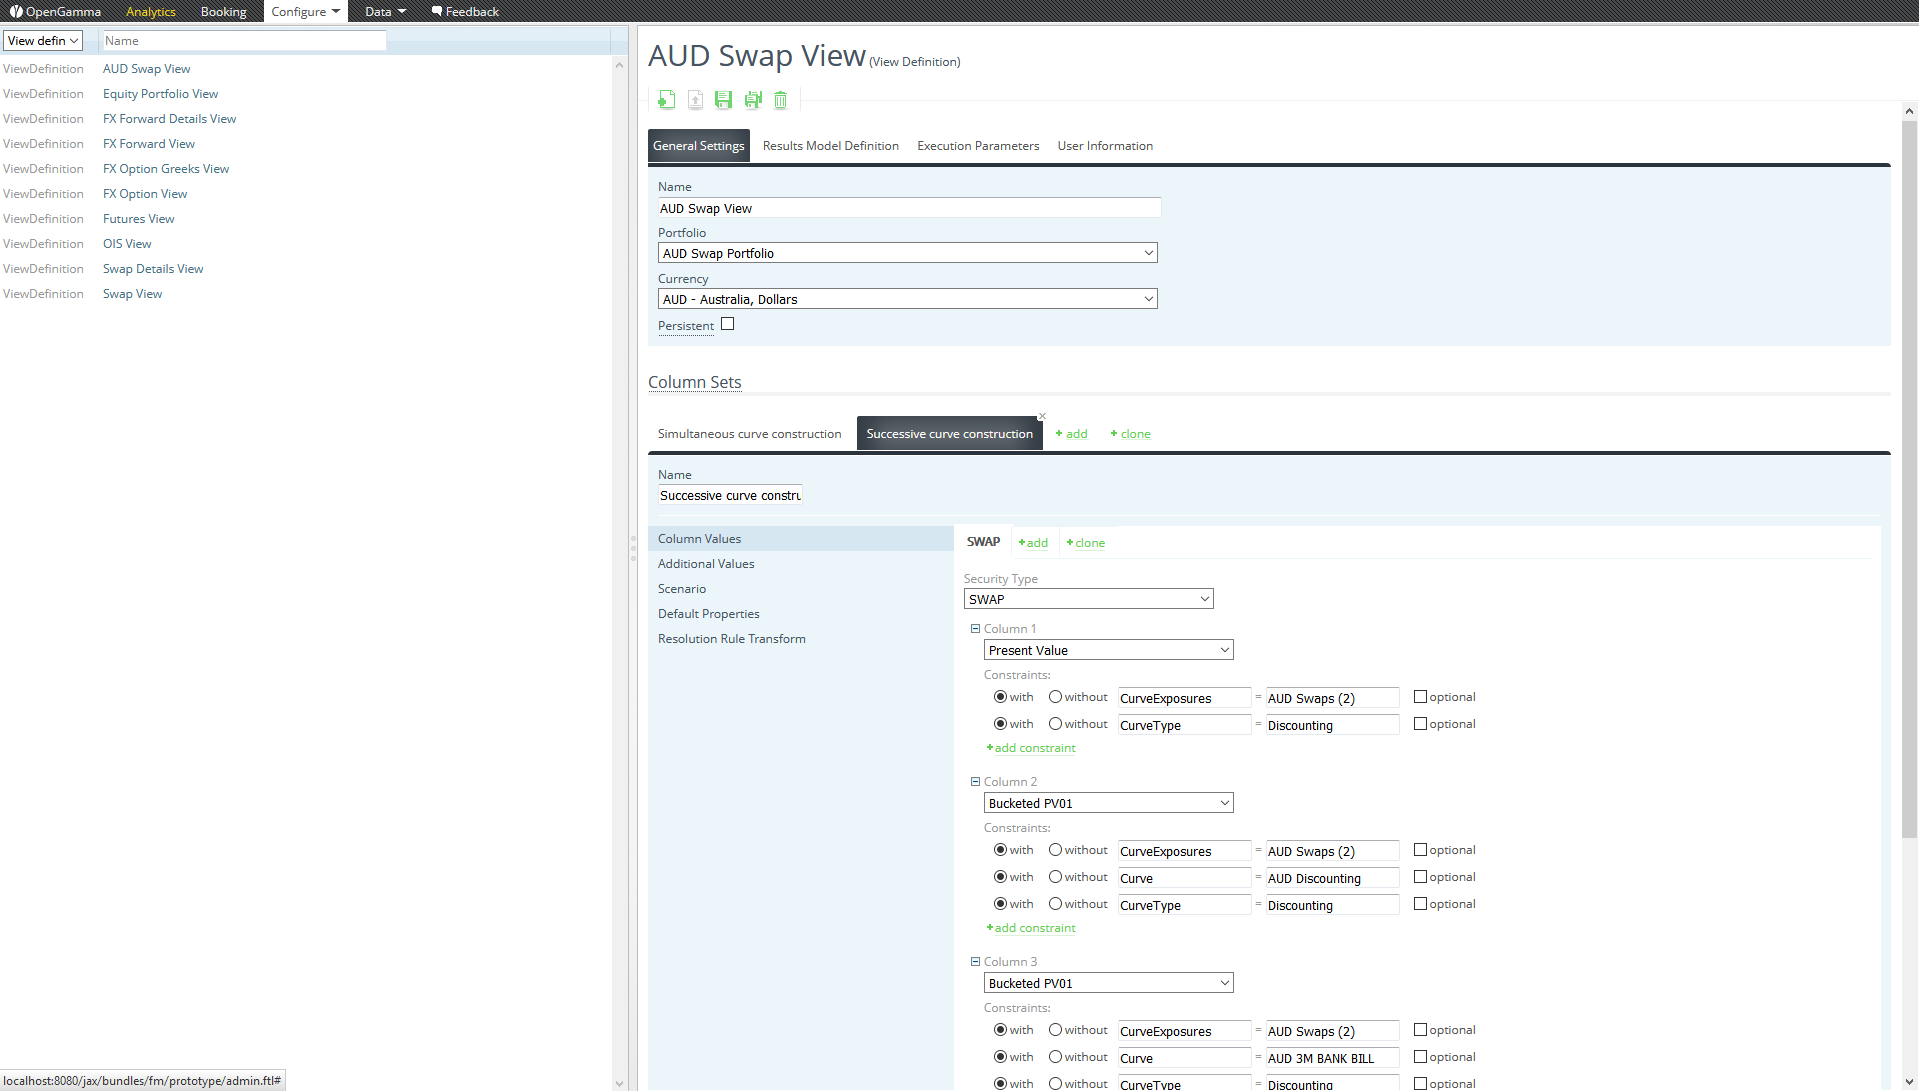 OpenGamma Analytics Booking Configure Data Feedback
View defin Name
ViewDefinition AUD Swap View
ViewDefinition Equity Portfolio View
ViewDefinition FX Forward Details View
ViewDefinition FX Forward View
ViewDefinition FX Option Greeks View
ViewDefinition FX Option View
ViewDefinition Futures View
ViewDefinition OIS View
ViewDefinition Swap Details View
ViewDefinition Swap View
AUD Swap View (View Definition)
General Settings Results Model Definition Execution Parameters User Information
Name
AUD Swap View
Portfolio
AUD Swap Portfolio
Currency
AUD - Australia, Dollars
Persistent
Column Sets
Simultaneous curve construction Successive curve construction × + add + clone
Name
Successive curve constru
Column Values
Additional Values
Scenario
Default Properties
Resolution Rule Transform
SWAP +add +clone
Security Type
SWAP
Column 1
Present Value
Constraints:
with without CurveExposures = AUD Swaps (2) optional
with without CurveType = Discounting optional
+add constraint
Column 2
Bucketed PV01
Constraints:
with without CurveExposures = AUD Swaps (2) optional
with without Curve = AUD Discounting optional
with without CurveType = Discounting optional
+add constraint
Column 3
Bucketed PV01
Constraints:
with without CurveExposures = AUD Swaps (2) optional
with without Curve = AUD 3M BANK BILL optional
with without CurveType = Discounting optional
localhost:8080/jax/bundles/fm/prototype/admin.ftl#